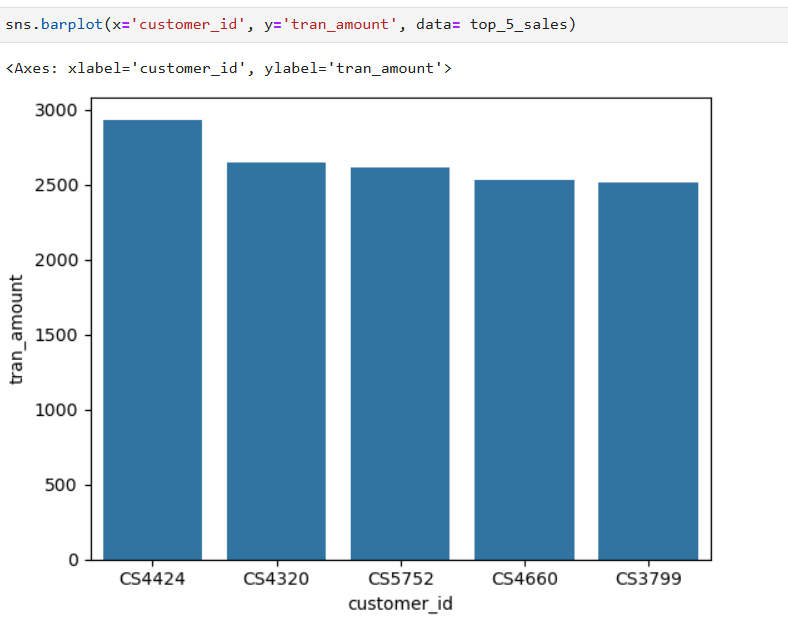 sns.barplot(x='customer_id', y='tran_amount', data= top_5_sales)
<Axes: xlabel='customer_id', ylabel='tran_amount'>
3000
2500
2000
1500
1000
500
0
tran_amount
CS4424 CS4320 CS5752 CS4660 CS3799
customer_id